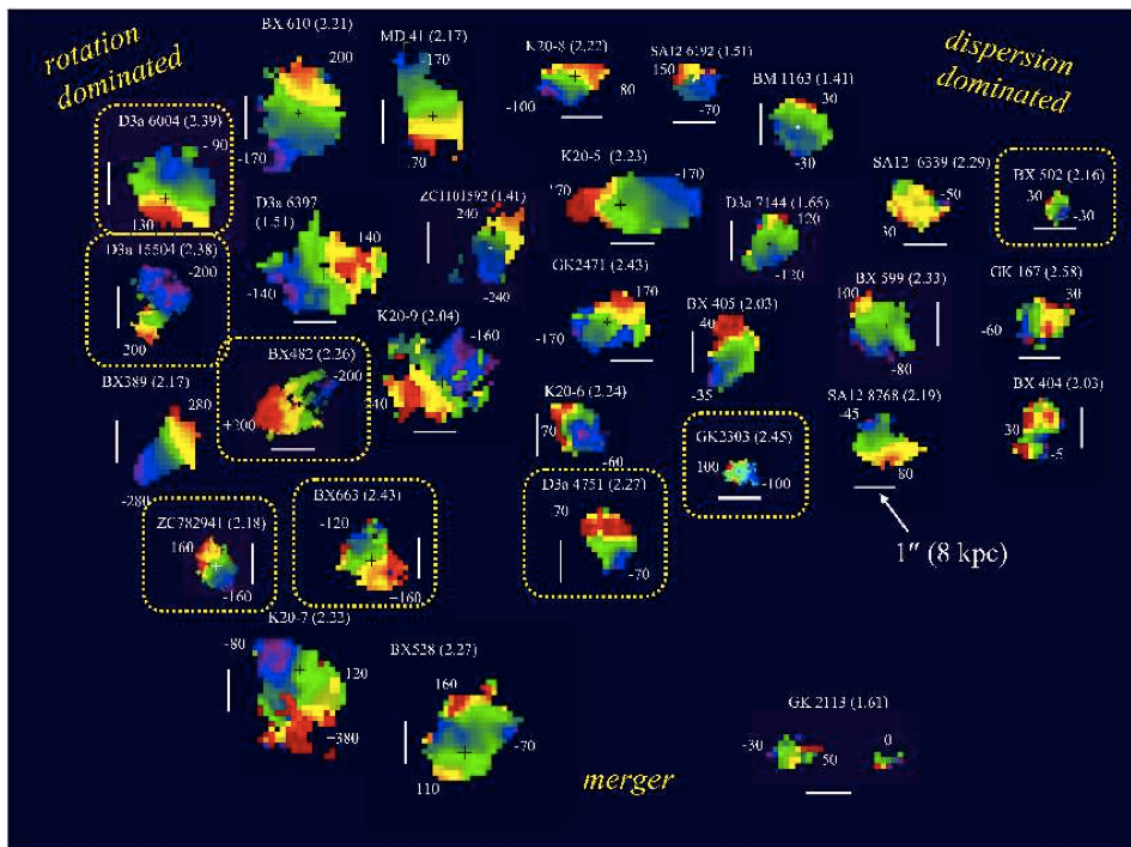 rotation
dominated
dispersion
dominated
BX 610 (2.21)
200
-170
MD 41 (2.17)
-170
170
K20-8 (2.22)
-100
80
SA12 6192 (1.51)
150
-70
BM 1163 (1.41)
30
-30
D3a 6004 (2.39)
- 90
130
D3a 6397
(1.51)
140
-140
ZC1101592 (1.41)
240
-240
K20-5 (2.23)
-170
170
D3a 7144 (1.65)
120
-120
SA12 6339 (2.29)
-50
30
BX 502 (2.16)
30
-30
D3a 15504 (2.38)
-200
200
GK2471 (2.43)
170
-170
BX 405 (2.03)
40
-35
BX 599 (2.33)
100
-80
GK 167 (2.58)
30
-60
K20-9 (2.04)
-160
BX482 (2.26)
-200
+200
BX389 (2.17)
280
-280
K20-6 (2.24)
70
-60
SA12 8768 (2.19)
-45
80
BX 404 (2.03)
30
-5
GK2303 (2.45)
100
-100
1″ (8 kpc)
ZC782941 (2.18)
160
-160
BX663 (2.43)
-120
+160
D3a 4751 (2.27)
70
-70
K20-7 (2.22)
-80
120
+380
BX528 (2.27)
160
-70
110
merger
GK 2113 (1.61)
-30
50
0